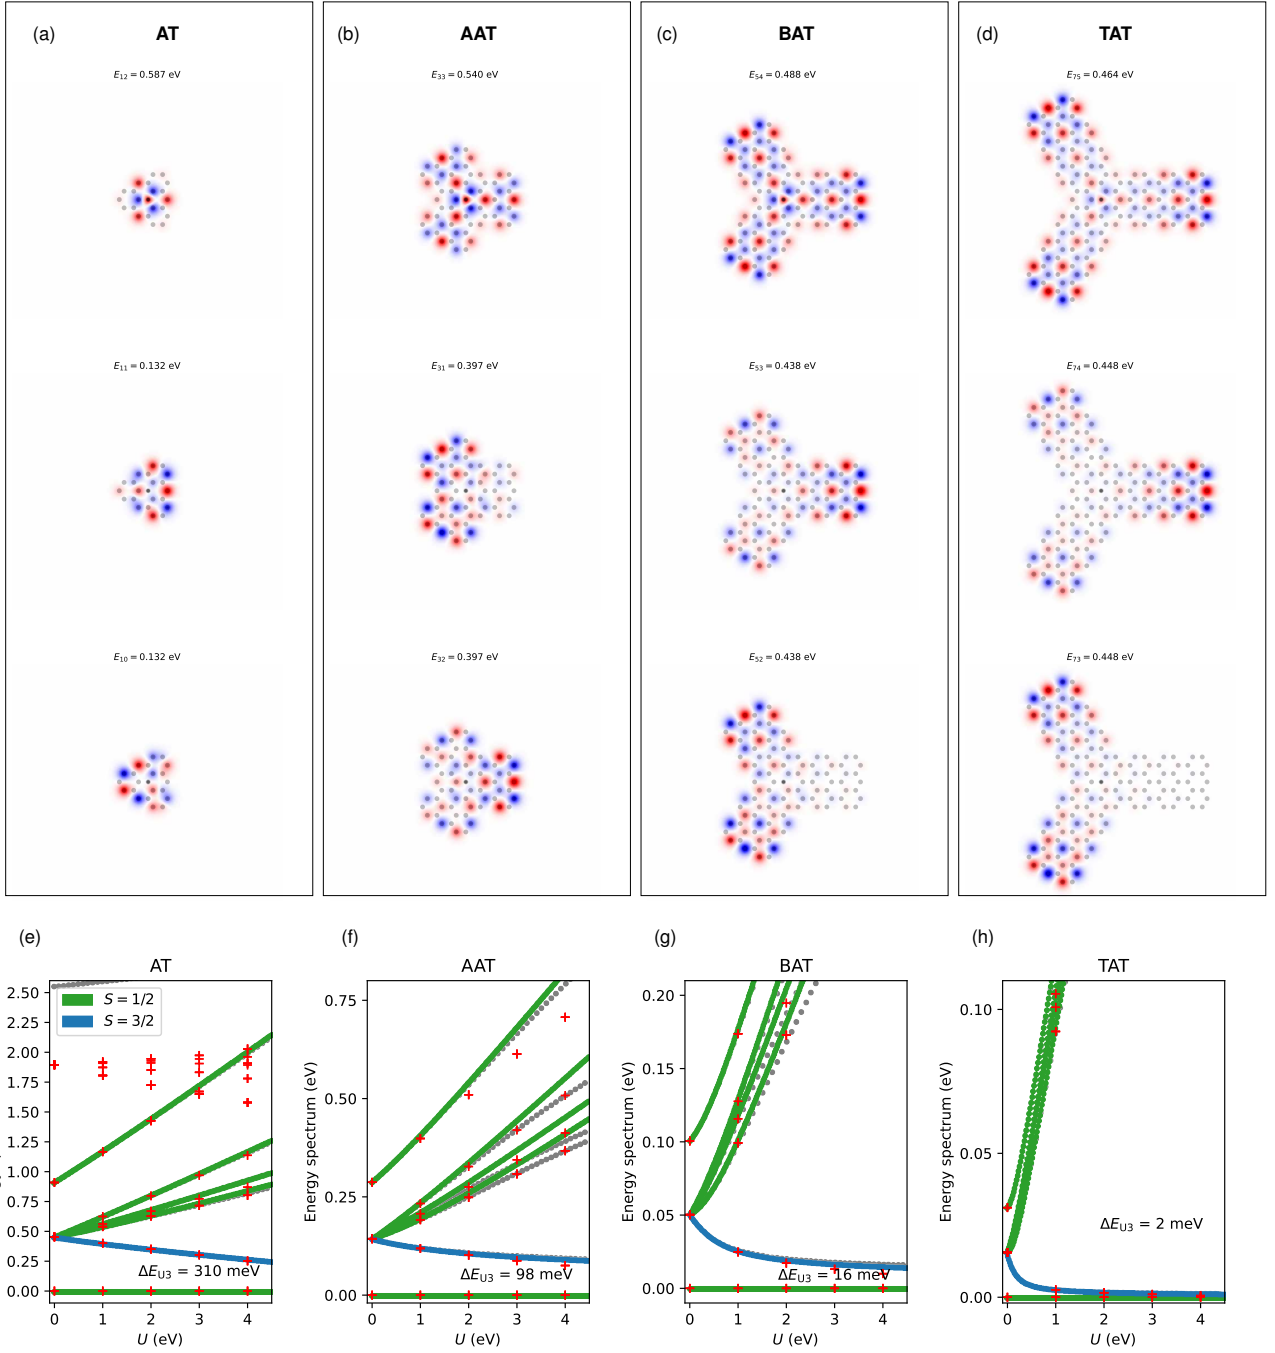 (a) AT
(b) AAT
(c) BAT
(d) TAT
E₁₂ = 0.587 eV
E₃₃ = 0.540 eV
E₅₄ = 0.488 eV
E₇₅ = 0.464 eV
E₁₁ = 0.132 eV
E₃₁ = 0.397 eV
E₅₃ = 0.438 eV
E₇₄ = 0.448 eV
E₁₀ = 0.132 eV
E₃₂ = 0.397 eV
E₅₂ = 0.438 eV
E₇₃ = 0.448 eV
(e)
AT
2.50
2.25
2.00
1.75
1.50
1.25
1.00
0.75
0.50
0.25
0.00
S = 1/2
S = 3/2
ΔE_U3 = 310 meV
0 1 2 3 4
U (eV)
(f)
AAT
Energy spectrum (eV)
0.75
0.50
0.25
0.00
ΔE_U3 = 98 meV
0 1 2 3 4
U (eV)
(g)
BAT
Energy spectrum (eV)
0.20
0.15
0.10
0.05
0.00
ΔE_U3 = 16 meV
0 1 2 3 4
U (eV)
(h)
TAT
Energy spectrum (eV)
0.10
0.05
0.00
ΔE_U3 = 2 meV
0 1 2 3 4
U (eV)